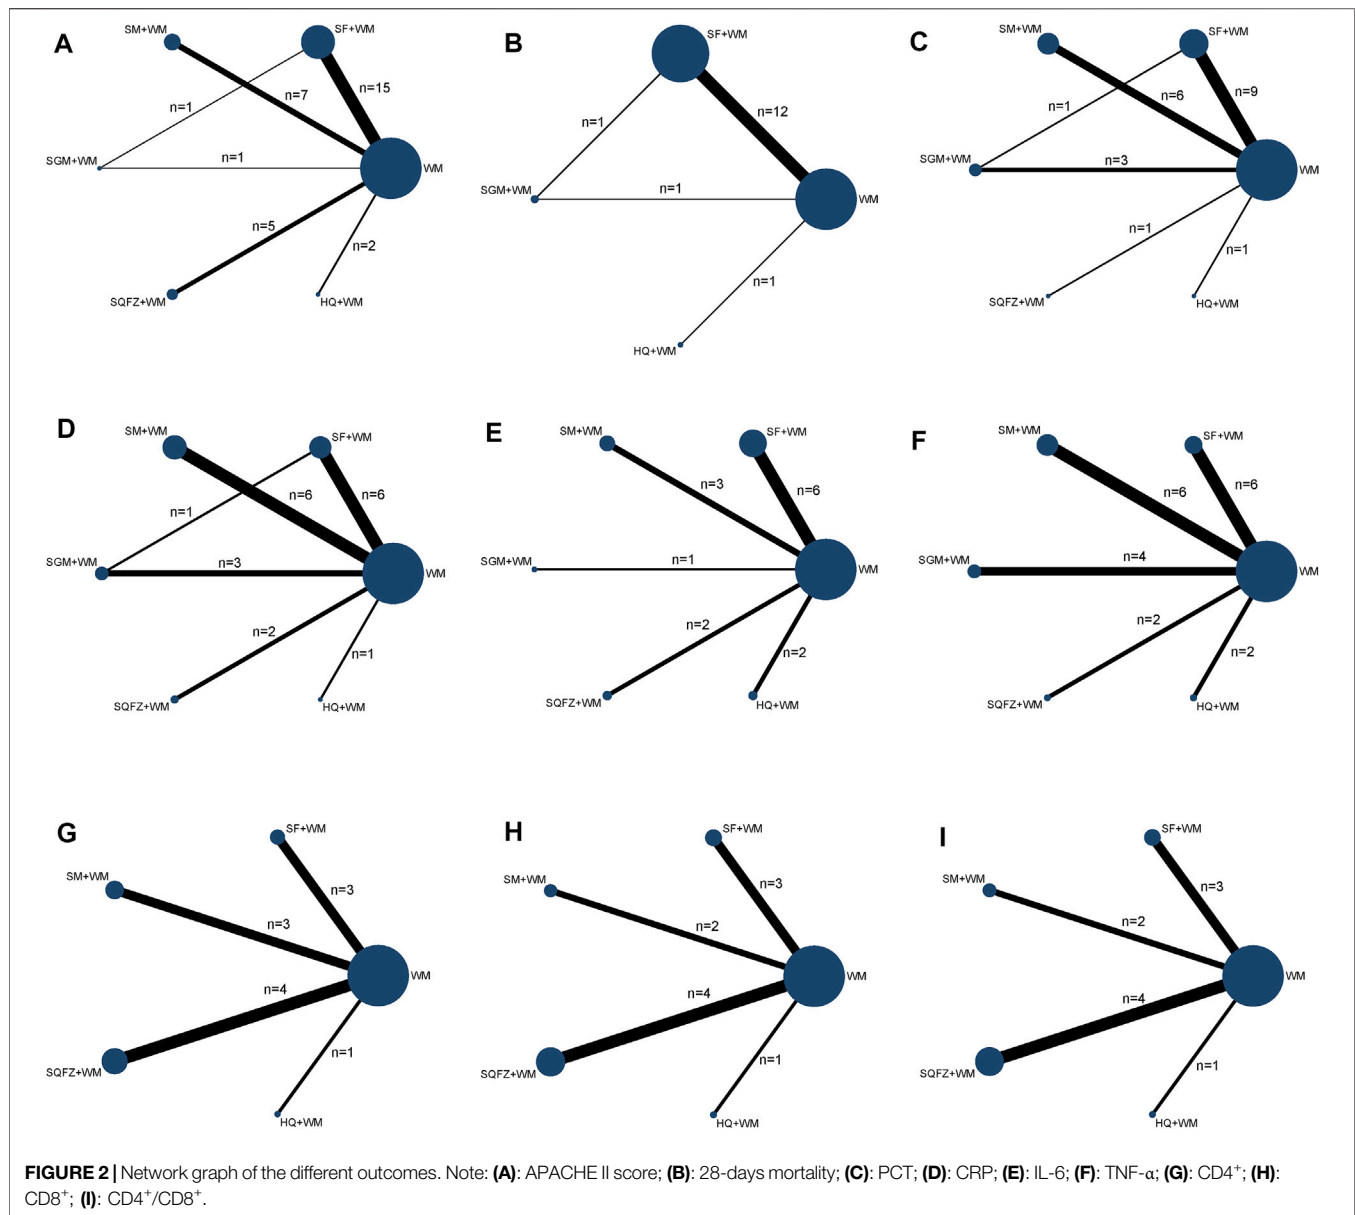 A
SM+WM
SF+WM
n=15
n=7
n=1
SGM+WM
n=1
WM
n=5
n=2
SQFZ+WM
HQ+WM
B
SF+WM
n=12
n=1
SGM+WM
n=1
WM
n=1
HQ+WM
C
SM+WM
SF+WM
n=9
n=6
n=1
SGM+WM
n=3
WM
n=1
n=1
SQFZ+WM
HQ+WM
D
SM+WM
SF+WM
n=6
n=6
n=1
SGM+WM
n=3
WM
n=2
n=1
SQFZ+WM
HQ+WM
E
SM+WM
SF+WM
n=3
n=6
SGM+WM
n=1
WM
n=2
n=2
SQFZ+WM
HQ+WM
F
SM+WM
SF+WM
n=6
n=6
SGM+WM
n=4
WM
n=2
n=2
SQFZ+WM
HQ+WM
G
SF+WM
SM+WM
n=3
n=3
WM
n=4
n=1
SQFZ+WM
HQ+WM
H
SF+WM
SM+WM
n=3
n=2
WM
n=4
n=1
SQFZ+WM
HQ+WM
I
SF+WM
SM+WM
n=3
n=2
WM
n=4
n=1
SQFZ+WM
HQ+WM
FIGURE 2 | Network graph of the different outcomes. Note: (A): APACHE II score; (B): 28-days mortality; (C): PCT; (D): CRP; (E): IL-6; (F): TNF-α; (G): CD4⁺; (H):
CD8⁺; (I): CD4⁺/CD8⁺.